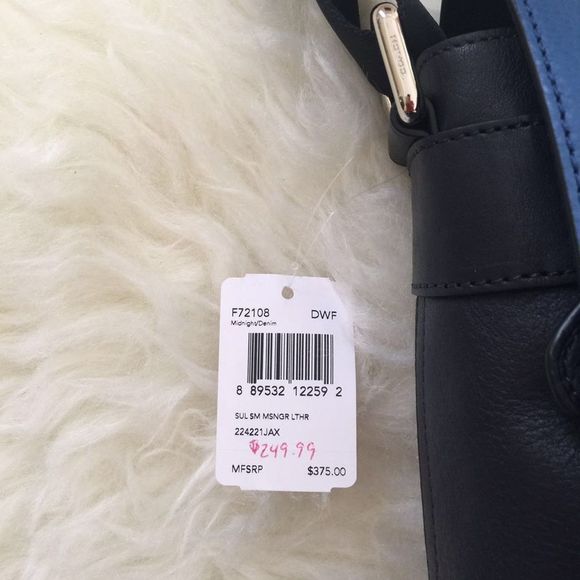 F72108 DWF
Midnight/Denim
8 89532 12259 2
SUL SM MSNGR LTHR
224221JAX
$249.99
MFSRP $375.00